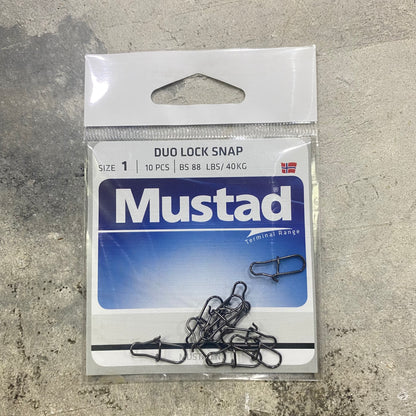 DUO LOCK SNAP
SIZE 1 10 PCS BS 88 LBS/40KG
Mustad®
Terminal Range